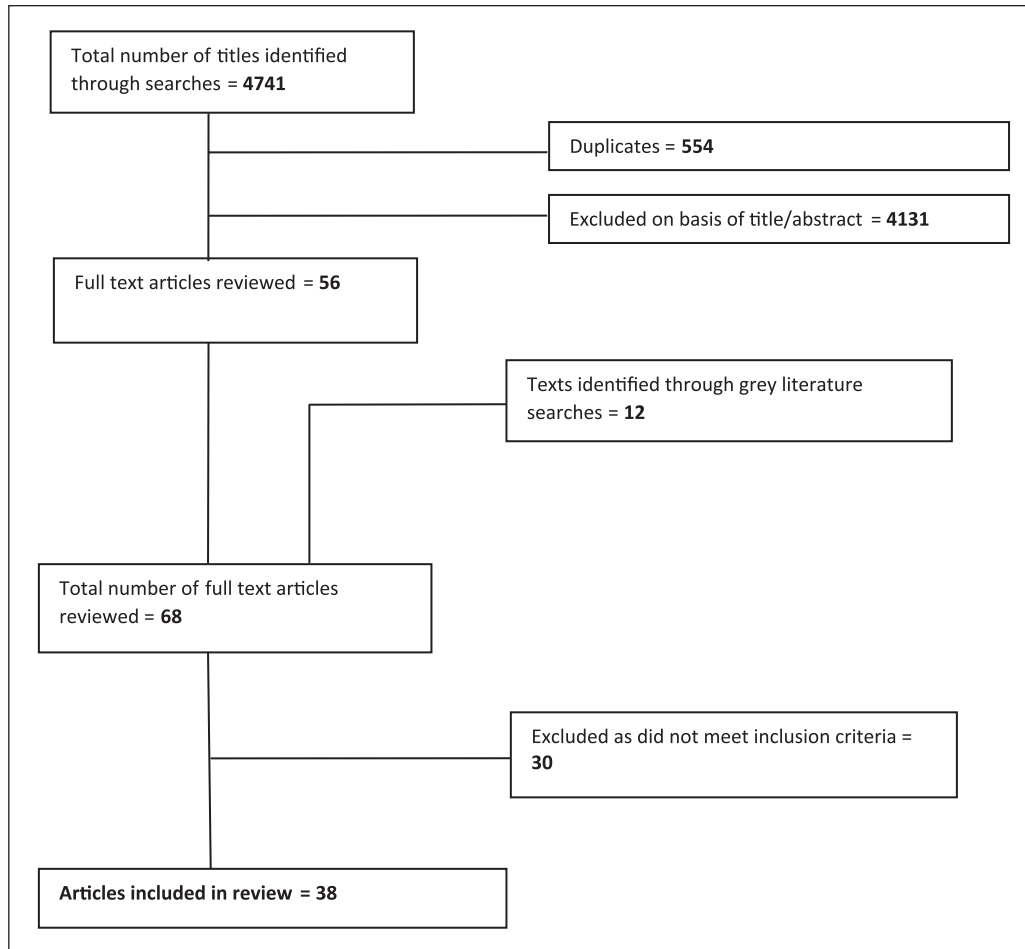 Total number of titles identified
through searches = 4741
Duplicates = 554
Excluded on basis of title/abstract = 4131
Full text articles reviewed = 56
Texts identified through grey literature
searches = 12
Total number of full text articles
reviewed = 68
Excluded as did not meet inclusion criteria =
30
Articles included in review = 38